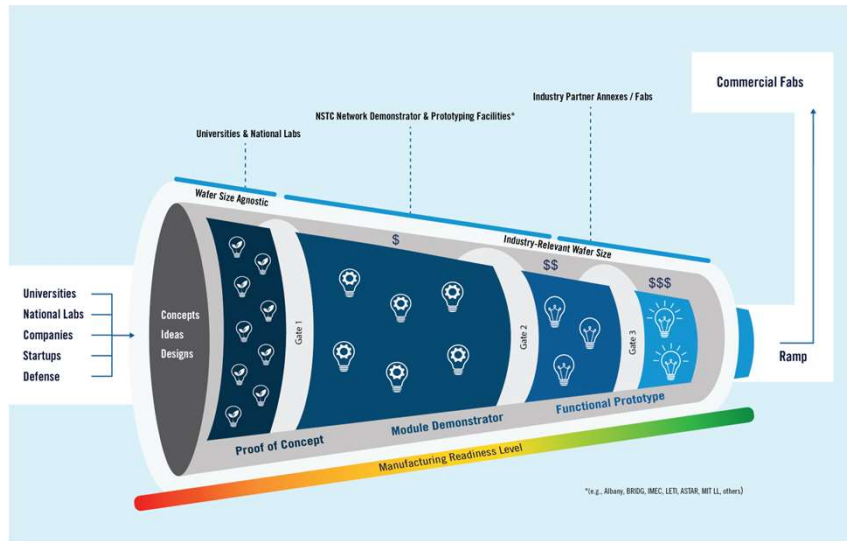 Commercial Fabs
Industry Partner Annexes / Fabs
NSTC Network Demonstrator & Prototyping Facilities*
Universities & National Labs
Wafer Size Agnostic
Industry-Relevant Wafer Size
$
$$
$$$
Universities
National Labs
Companies
Startups
Defense
Concepts
Ideas
Designs
Gate 1
Gate 2
Gate 3
Ramp
Proof of Concept
Module Demonstrator
Functional Prototype
Manufacturing Readiness Level
*(e.g., Albany, BRIDG, IMEC, LETI, ASTAR, MIT LL, others)